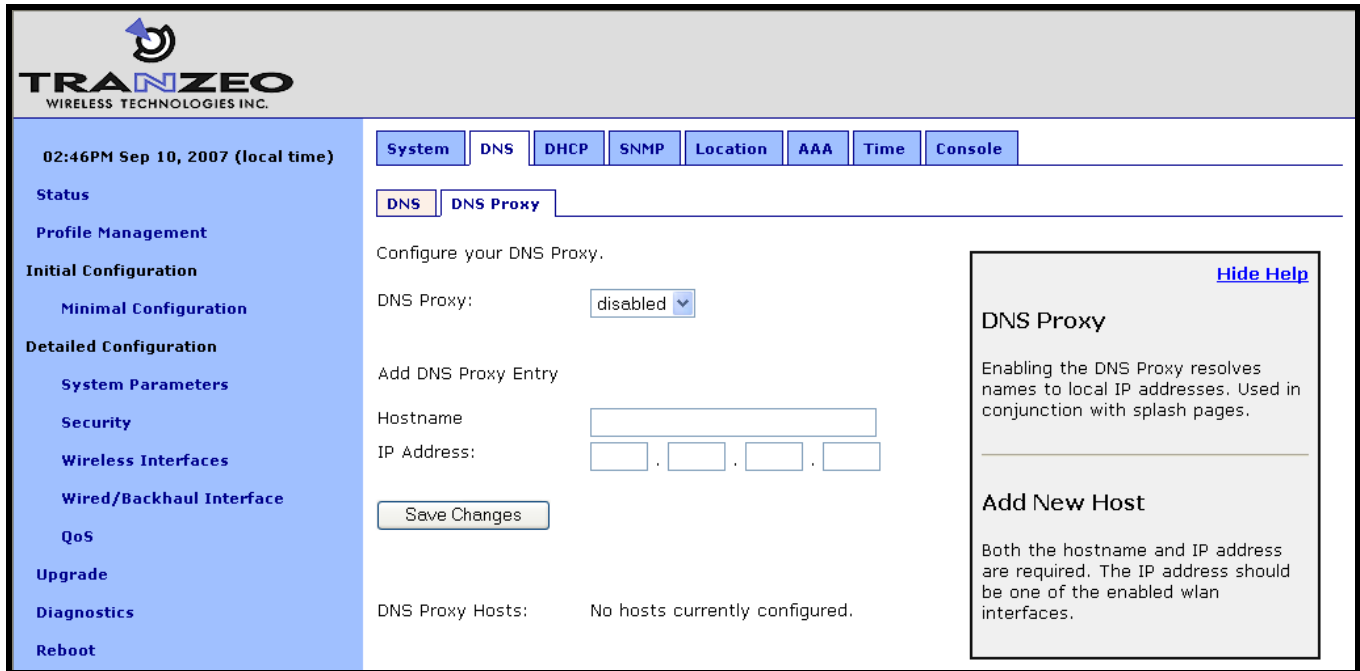 TRANZEO
WIRELESS TECHNOLOGIES INC.
02:46PM Sep 10, 2007 (local time)
Status
Profile Management
Initial Configuration
Minimal Configuration
Detailed Configuration
System Parameters
Security
Wireless Interfaces
Wired/Backhaul Interface
QoS
Upgrade
Diagnostics
Reboot
System DNS DHCP SNMP Location AAA Time Console
DNS DNS Proxy
Configure your DNS Proxy.
DNS Proxy: disabled
Add DNS Proxy Entry
Hostname
IP Address: . . .
Save Changes
DNS Proxy Hosts: No hosts currently configured.
Hide Help
DNS Proxy
Enabling the DNS Proxy resolves
names to local IP addresses. Used in
conjunction with splash pages.
Add New Host
Both the hostname and IP address
are required. The IP address should
be one of the enabled wlan
interfaces.